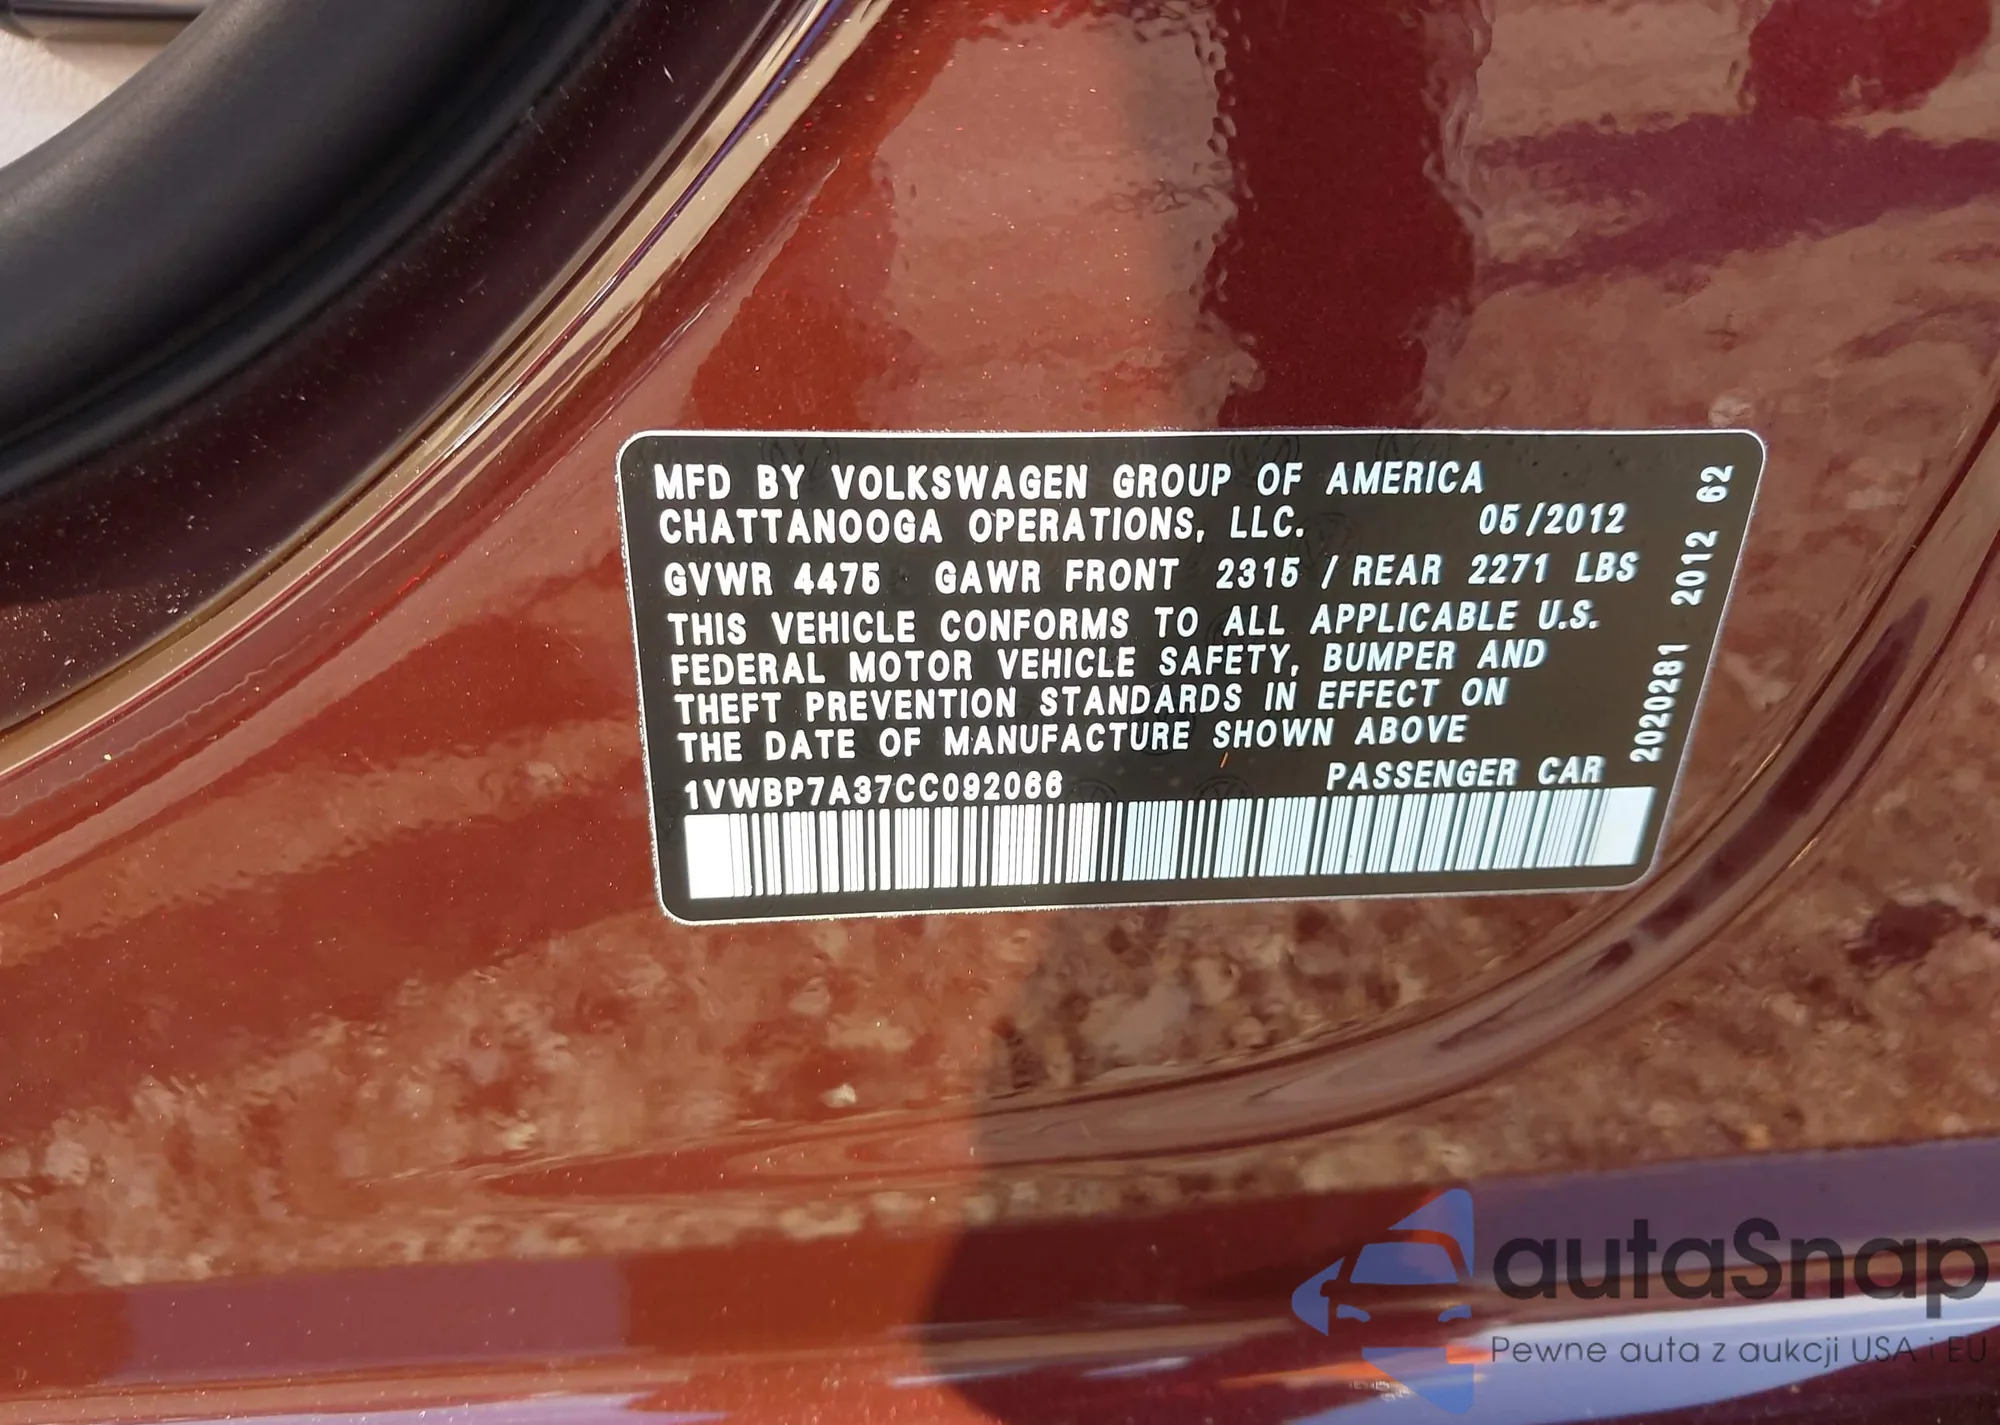 MFD BY VOLKSWAGEN GROUP OF AMERICA
CHATTANOOGA OPERATIONS, LLC. 05/2012
GVWR 4475 GAWR FRONT 2315 / REAR 2271 LBS
THIS VEHICLE CONFORMS TO ALL APPLICABLE U.S.
FEDERAL MOTOR VEHICLE SAFETY, BUMPER AND
THEFT PREVENTION STANDARDS IN EFFECT ON
THE DATE OF MANUFACTURE SHOWN ABOVE
1VWBP7A37CC092066 PASSENGER CAR
2020281 2012 62
autaSnap
Pewne auta z aukcji USA i EU